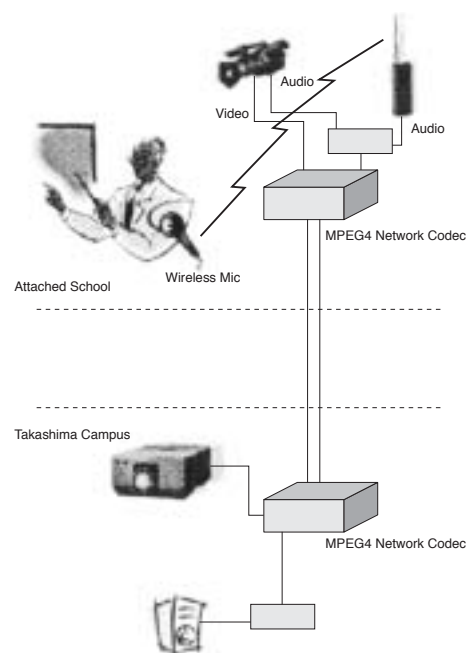 Audio
Video
Audio
MPEG4 Network Codec
Wireless Mic
Attached School
Takashima Campus
MPEG4 Network Codec